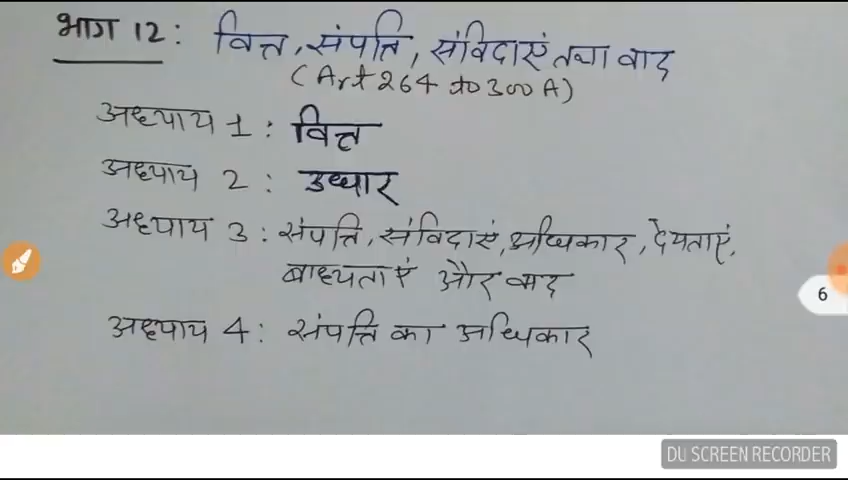 भाग 12 : वित्त, संपत्ति, संविदाएं तथा वाद
(Art 264 to 300 A)
अध्याय 1 : वित्त
अध्याय 2 : उधार
अध्याय 3 : संपत्ति, संविदाएं, अधिकार, देयताएं,
बाध्यताएं और वाद
6
अध्याय 4 : संपत्ति का अधिकार
DU SCREEN RECORDER